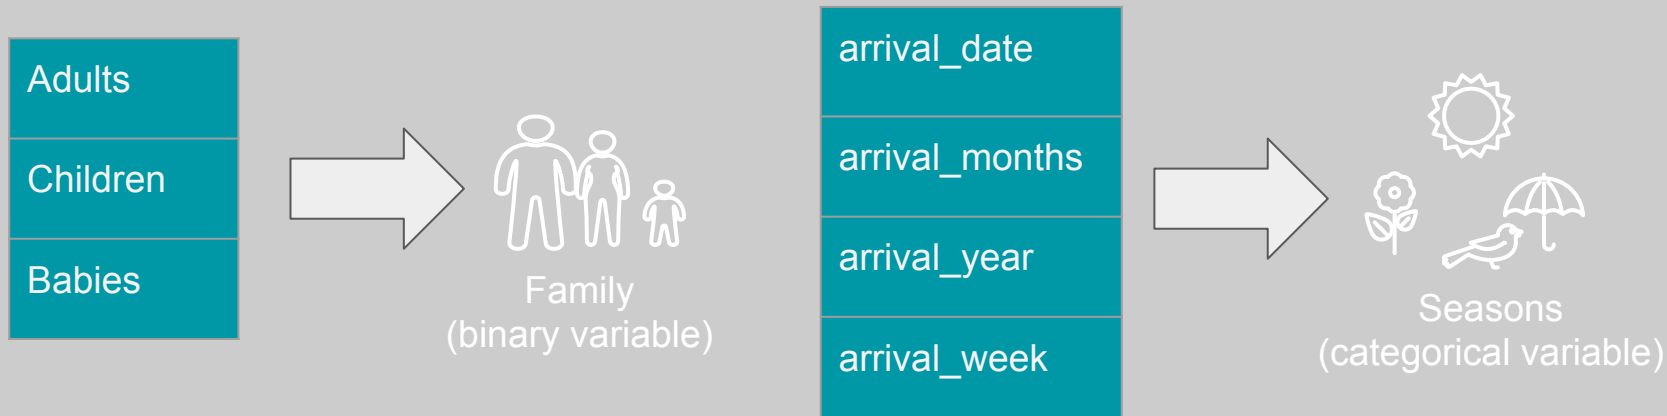 Adults
Children
Babies
Family
(binary variable)
arrival_date
arrival_months
arrival_year
arrival_week
Seasons
(categorical variable)